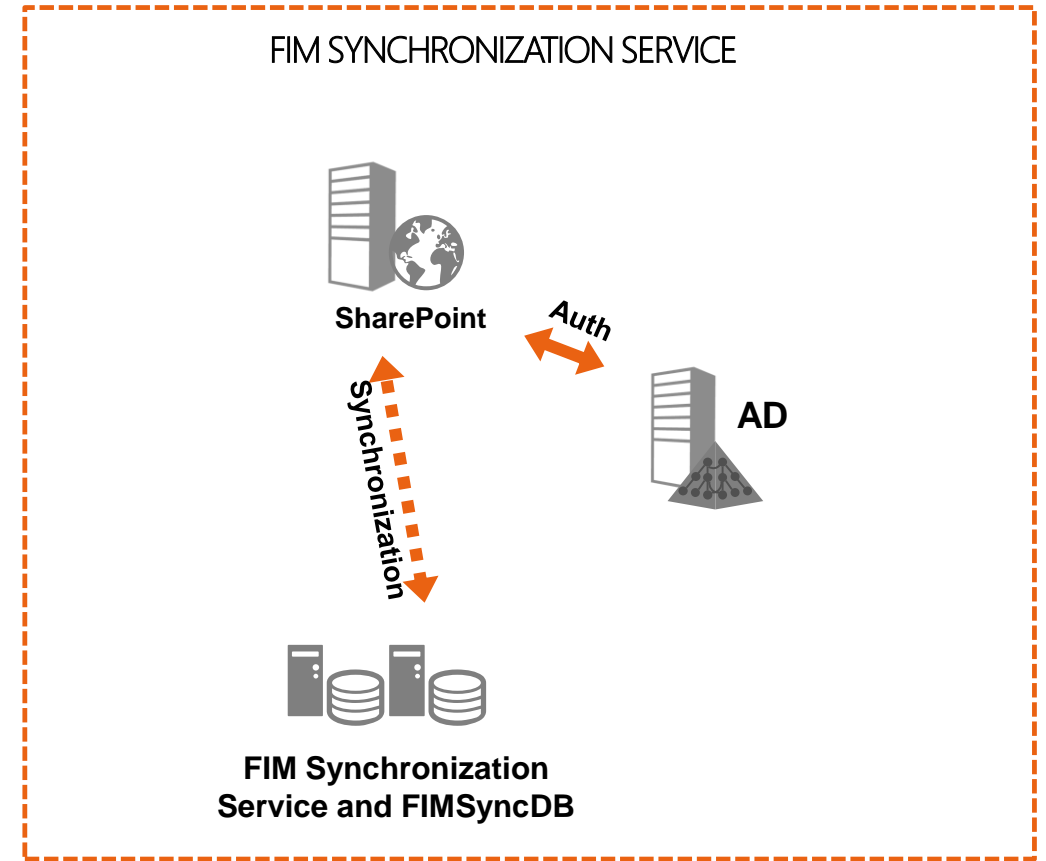 FIM SYNCHRONIZATION SERVICE
SharePoint
Auth
AD
Synchronization
FIM Synchronization
Service and FIMSyncDB